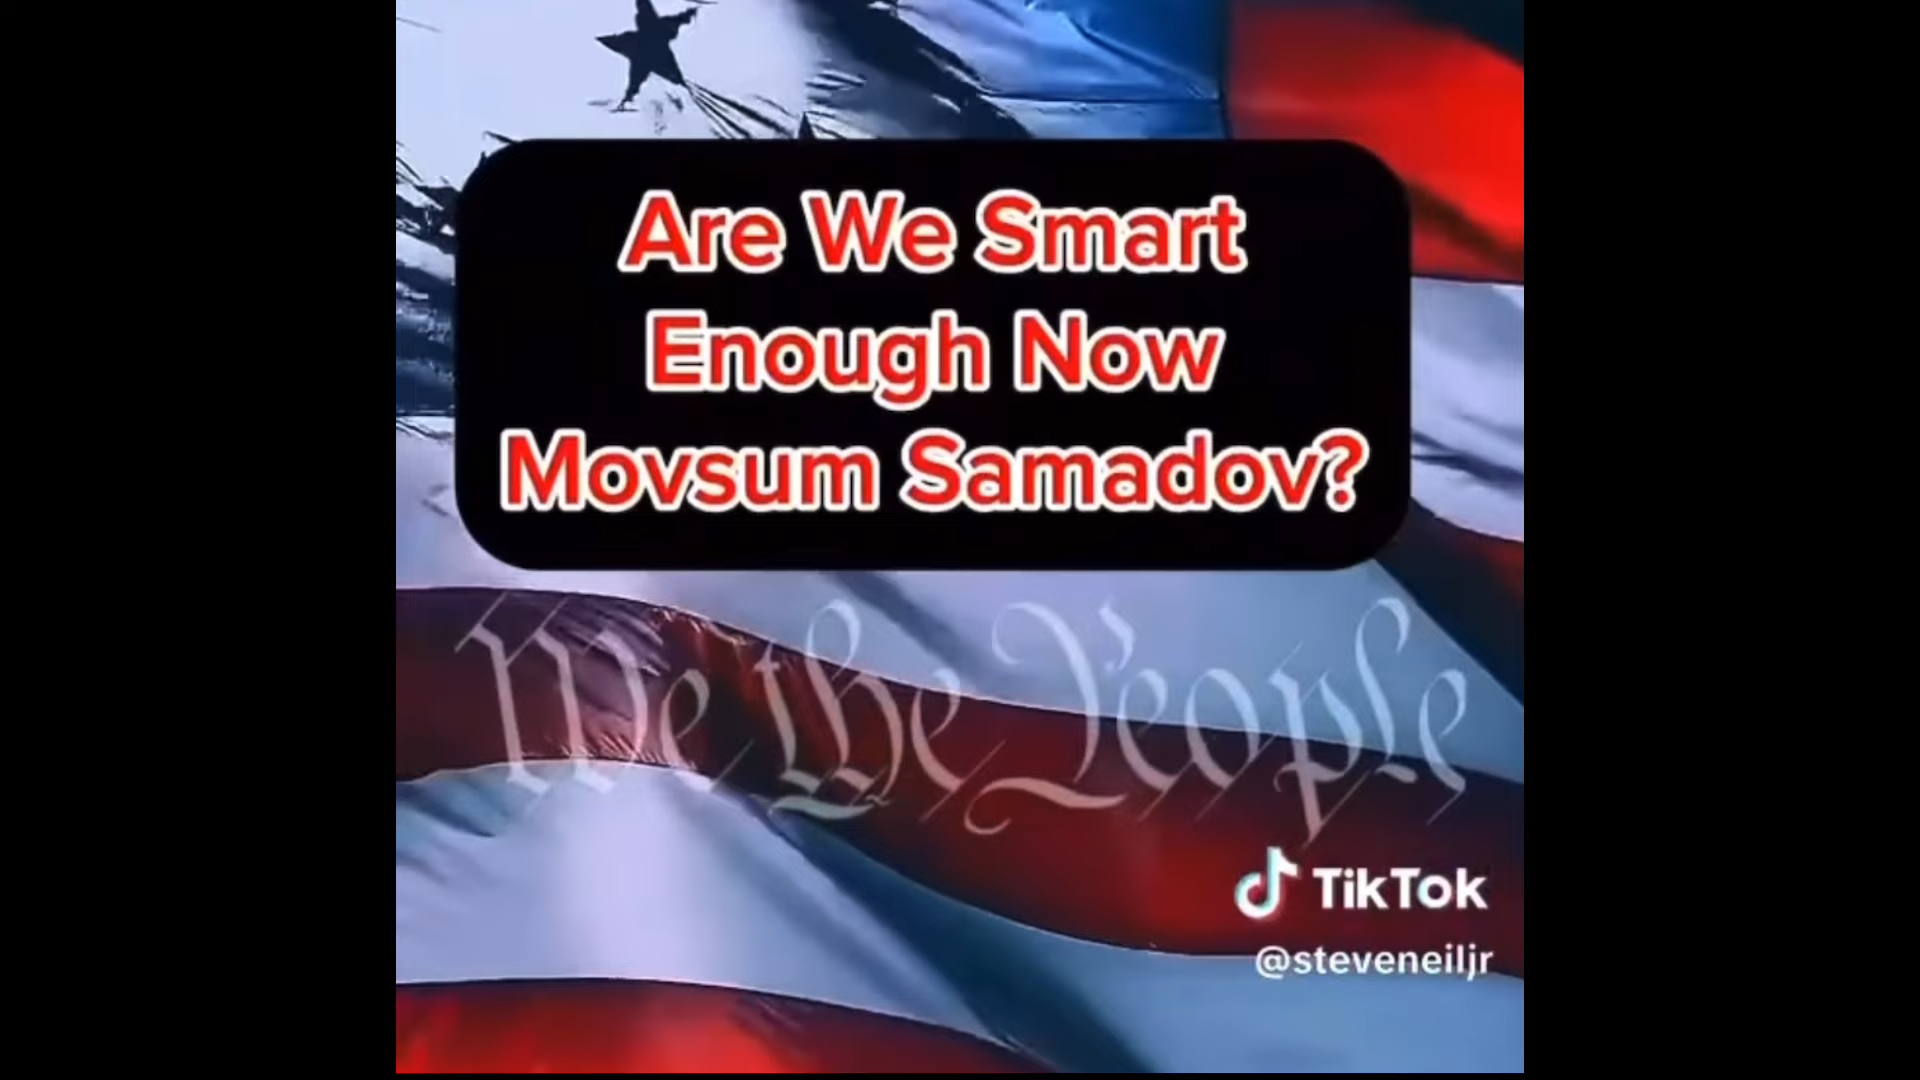 Are We Smart
Enough Now
Movsum Samadov?
We the People
TikTok
@steveneiljr